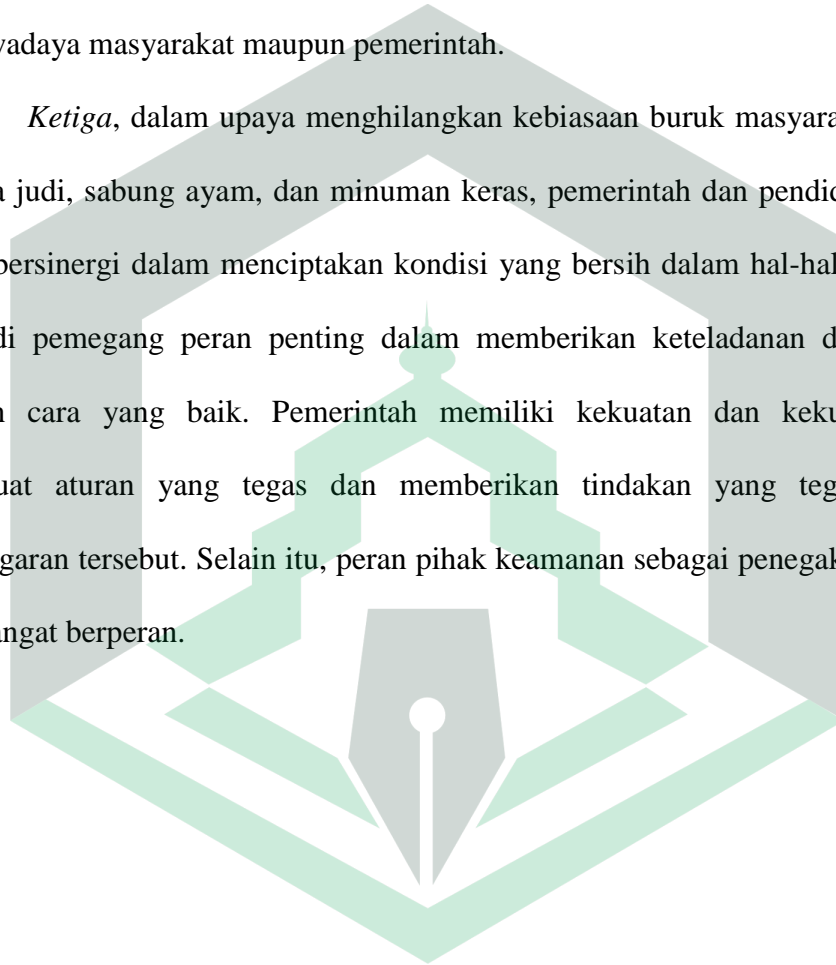 wadaya masyarakat maupun pemerintah.
Ketiga, dalam upaya menghilangkan kebiasaan buruk masyara
a judi, sabung ayam, dan minuman keras, pemerintah dan pendid
bersinergi dalam menciptakan kondisi yang bersih dalam hal-hal
di pemegang peran penting dalam memberikan keteladanan d
n cara yang baik. Pemerintah memiliki kekuatan dan keku
uat aturan yang tegas dan memberikan tindakan yang teg
garan tersebut. Selain itu, peran pihak keamanan sebagai penegak
angat berperan.